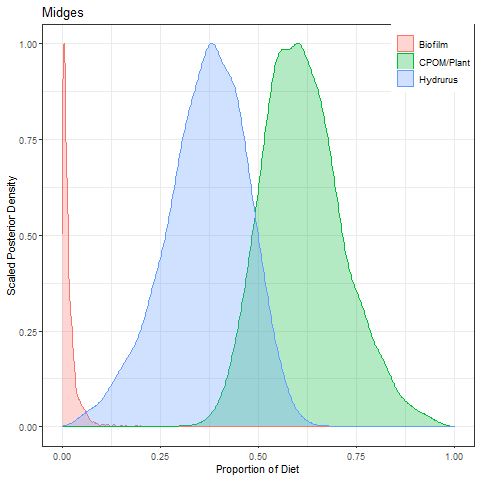 Midges
Biofilm
CPOM/Plant
Hydrurus
1.00
0.75
0.50
0.25
0.00
Scaled Posterior Density
0.00
0.25
0.50
0.75
1.00
Proportion of Diet